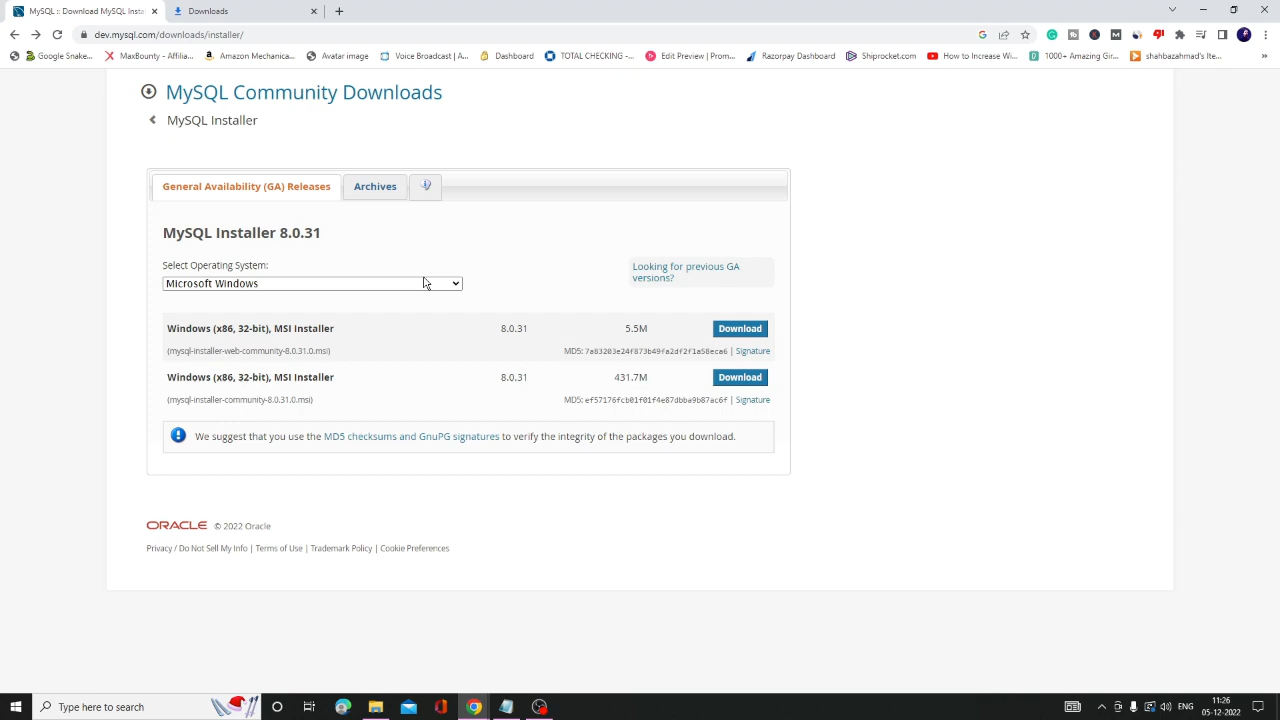 MySQL :: Download MySQL Insta
Downloads
dev.mysql.com/downloads/installer/
Google Snake...
MaxBounty - Affilia...
Amazon Mechanica...
Avatar image
Voice Broadcast | A...
Dashboard
TOTAL CHECKING -...
Edit Preview | Prom...
Razorpay Dashboard
Shiprocket.com
How to Increase Wi...
1000+ Amazing Gir...
shahbazahmad's Ite...
MySQL Community Downloads
MySQL Installer
General Availability (GA) Releases
Archives
MySQL Installer 8.0.31
Select Operating System:
Microsoft Windows
Looking for previous GA
versions?
Windows (x86, 32-bit), MSI Installer 8.0.31 5.5M Download
(mysql-installer-web-community-8.0.31.0.msi) MD5: 7a83203e24f873b49fa2df2f1a58eca6 | Signature
Windows (x86, 32-bit), MSI Installer 8.0.31 431.7M Download
(mysql-installer-community-8.0.31.0.msi) MD5: ef57176fcb01f01f4e87dbba9b87ac6f | Signature
We suggest that you use the MD5 checksums and GnuPG signatures to verify the integrity of the packages you download.
ORACLE © 2022 Oracle
Privacy / Do Not Sell My Info | Terms of Use | Trademark Policy | Cookie Preferences
Type here to search
ENG
11:26
05-12-2022